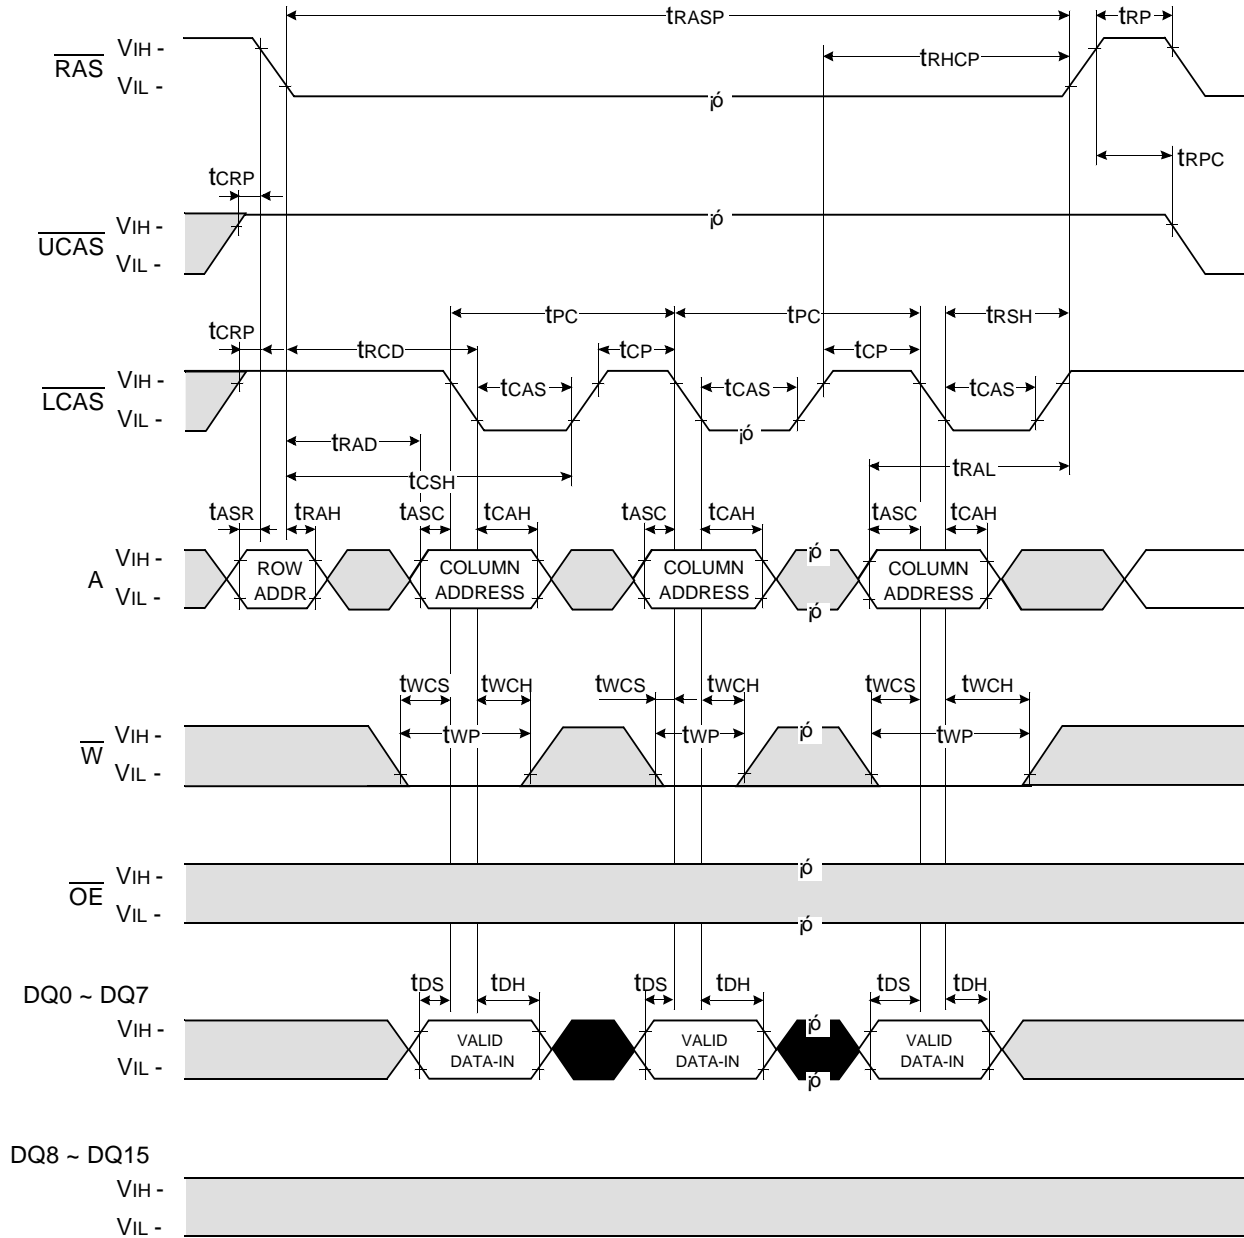 tRASP
tRP
RAS
VIH -
VIL -
tRHCP
¡ó
tRPC
tCRP
UCAS
VIH -
VIL -
¡ó
tPC
tPC
tRSH
tCRP
tRCD
tCP
tCP
LCAS
VIH -
VIL -
tCAS
tCAS
tCAS
¡ó
tRAD
tCSH
tRAL
tASR
tRAH
tASC
tCAH
tASC
tCAH
tASC
tCAH
A
VIH -
VIL -
ROW
ADDR
COLUMN
ADDRESS
COLUMN
ADDRESS
¡ó
¡ó
COLUMN
ADDRESS
tWCS
tWCH
tWCS
tWCH
tWCS
tWCH
W
VIH -
VIL -
tWP
tWP
¡ó
tWP
OE
VIH -
VIL -
¡ó
¡ó
tDS
tDH
tDS
tDH
tDS
tDH
DQ0 ~ DQ7
VIH -
VIL -
VALID
DATA-IN
VALID
DATA-IN
¡ó
¡ó
VALID
DATA-IN
DQ8 ~ DQ15
VIH -
VIL -